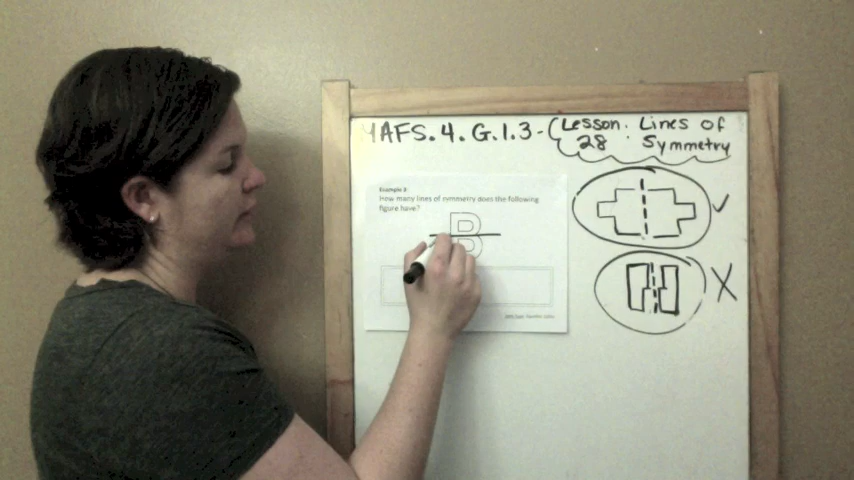 MAFS.4.G.1.3- Lesson: Lines of
28 Symmetry
Example 2:
How many lines of symmetry does the following
figure have?
B